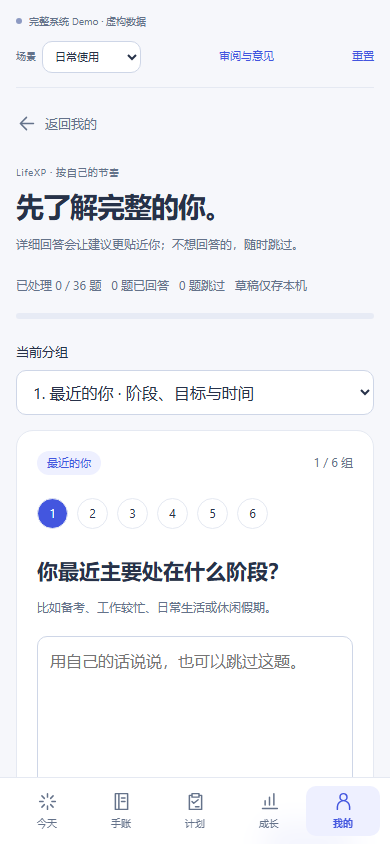 完整系统 Demo · 虚构数据
场景
日常使用
审阅与意见
重置
返回我的
LifeXP · 按自己的节奏
先了解完整的你。
详细回答会让建议更贴近你；不想回答的，随时跳过。
已处理 0 / 36 题 0 题已回答 0 题跳过 草稿仅存本机
当前分组
1. 最近的你 · 阶段、目标与时间
最近的你
1 / 6 组
1 2 3 4 5 6
你最近主要处在什么阶段？
比如备考、工作较忙、日常生活或休闲假期。
用自己的话说说，也可以跳过这题。
今天 手账 计划 成长 我的